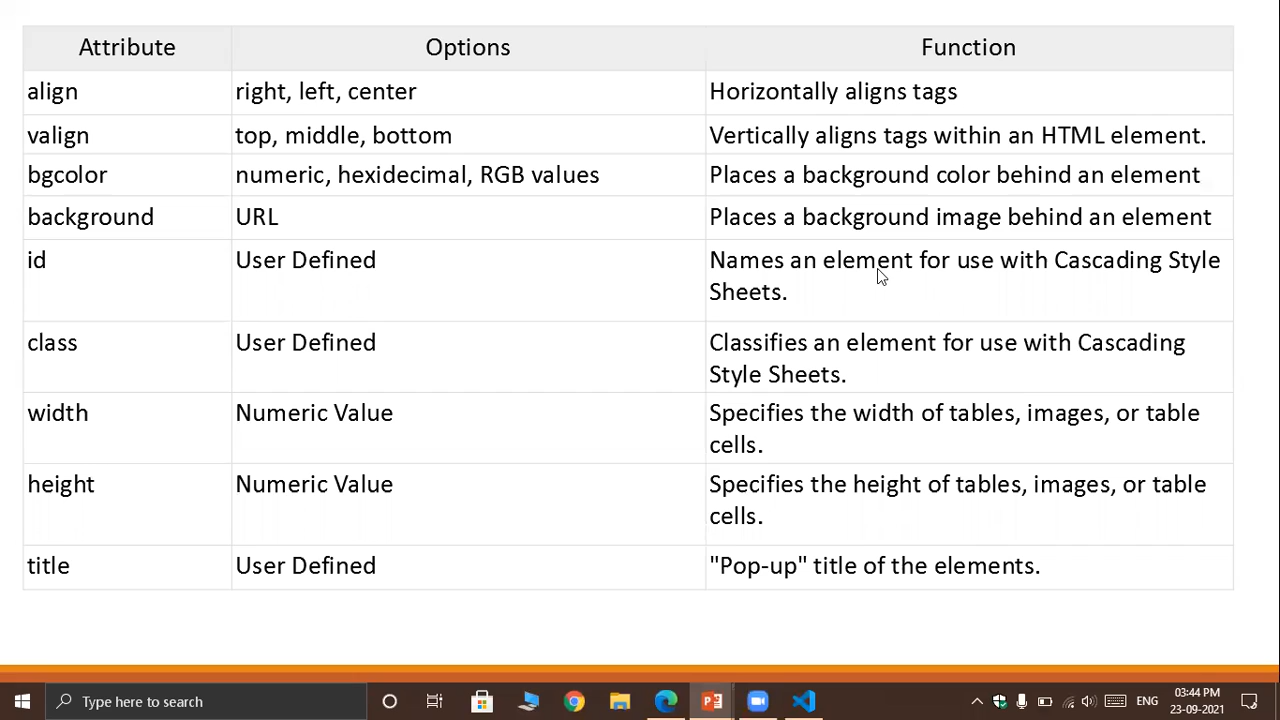 Attribute Options Function
align right, left, center Horizontally aligns tags
valign top, middle, bottom Vertically aligns tags within an HTML element.
bgcolor numeric, hexidecimal, RGB values Places a background color behind an element
background URL Places a background image behind an element
id User Defined Names an element for use with Cascading Style
Sheets.
class User Defined Classifies an element for use with Cascading
Style Sheets.
width Numeric Value Specifies the width of tables, images, or table
cells.
height Numeric Value Specifies the height of tables, images, or table
cells.
title User Defined "Pop-up" title of the elements.
Type here to search
ENG
03:44 PM
23-09-2021